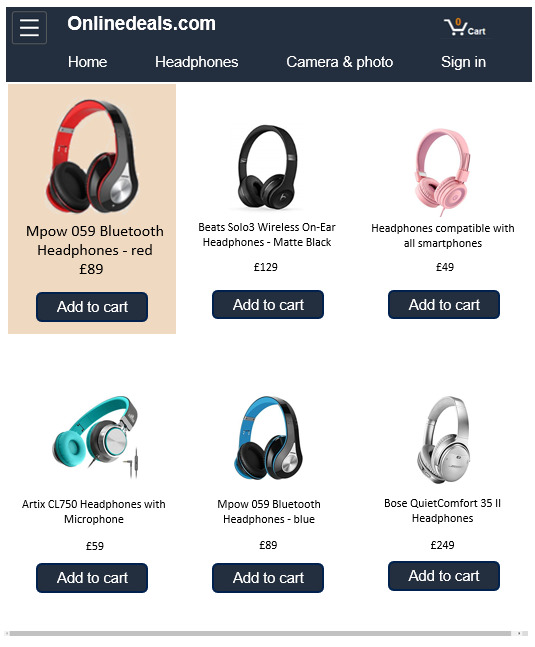 Onlinedeals.com
0
Cart
Home Headphones Camera & photo Sign in
Mpow 059 Bluetooth
Headphones - red
£89
Add to cart
Beats Solo3 Wireless On-Ear
Headphones - Matte Black
£129
Add to cart
Headphones compatible with
all smartphones
£49
Add to cart
Artix CL750 Headphones with
Microphone
£59
Add to cart
Mpow 059 Bluetooth
Headphones - blue
£89
Add to cart
Bose QuietComfort 35 II
Headphones
£249
Add to cart